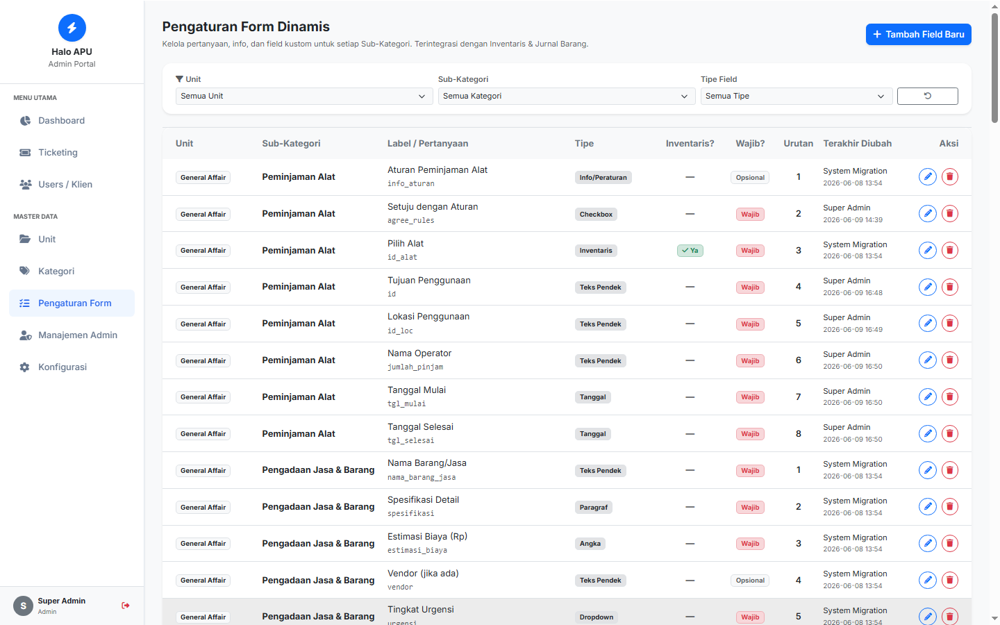 Halo APU
Admin Portal
MENU UTAMA
Dashboard
Ticketing
Users / Klien
MASTER DATA
Unit
Kategori
Pengaturan Form
Manajemen Admin
Konfigurasi
S
Super Admin
Admin
Pengaturan Form Dinamis
Kelola pertanyaan, info, dan field kustom untuk setiap Sub-Kategori. Terintegrasi dengan Inventaris & Jurnal Barang.
+ Tambah Field Baru
Unit Sub-Kategori Tipe Field
Semua Unit Semua Kategori Semua Tipe
Unit Sub-Kategori Label / Pertanyaan Tipe Inventaris? Wajib? Urutan Terakhir Diubah Aksi
General Affair Peminjaman Alat Aturan Peminjaman Alat Info/Peraturan — Opsional 1 System Migration
info_aturan 2026-06-08 13:54
General Affair Peminjaman Alat Setuju dengan Aturan Checkbox — Wajib 2 Super Admin
agree_rules 2026-06-09 14:39
General Affair Peminjaman Alat Pilih Alat Inventaris Ya Wajib 3 System Migration
id_alat 2026-06-08 13:54
General Affair Peminjaman Alat Tujuan Penggunaan Teks Pendek — Wajib 4 Super Admin
id 2026-06-09 16:48
General Affair Peminjaman Alat Lokasi Penggunaan Teks Pendek — Wajib 5 Super Admin
id_loc 2026-06-09 16:49
General Affair Peminjaman Alat Nama Operator Teks Pendek — Wajib 6 Super Admin
jumlah_pinjam 2026-06-09 16:50
General Affair Peminjaman Alat Tanggal Mulai Tanggal — Wajib 7 Super Admin
tgl_mulai 2026-06-09 16:50
General Affair Peminjaman Alat Tanggal Selesai Tanggal — Wajib 8 Super Admin
tgl_selesai 2026-06-09 16:50
General Affair Pengadaan Jasa & Barang Nama Barang/Jasa Teks Pendek — Wajib 1 System Migration
nama_barang_jasa 2026-06-08 13:54
General Affair Pengadaan Jasa & Barang Spesifikasi Detail Paragraf — Wajib 2 System Migration
spesifikasi 2026-06-08 13:54
General Affair Pengadaan Jasa & Barang Estimasi Biaya (Rp) Angka — Wajib 3 System Migration
estimasi_biaya 2026-06-08 13:54
General Affair Pengadaan Jasa & Barang Vendor (jika ada) Teks Pendek — Opsional 4 System Migration
vendor 2026-06-08 13:54
General Affair Pengadaan Jasa & Barang Tingkat Urgensi Dropdown — Wajib 5 System Migration
urgensi 2026-06-08 13:54